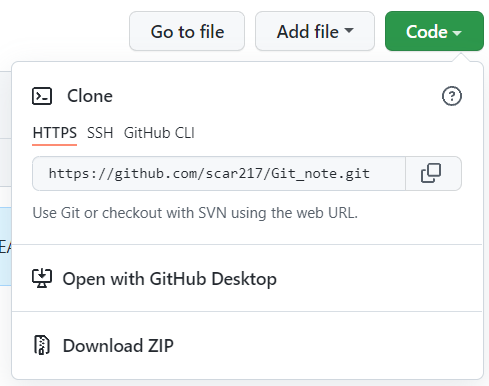 Go to file Add file Code
Clone
HTTPS SSH GitHub CLI
https://github.com/scar217/Git_note.git
Use Git or checkout with SVN using the web URL.
EA
Open with GitHub Desktop
Download ZIP